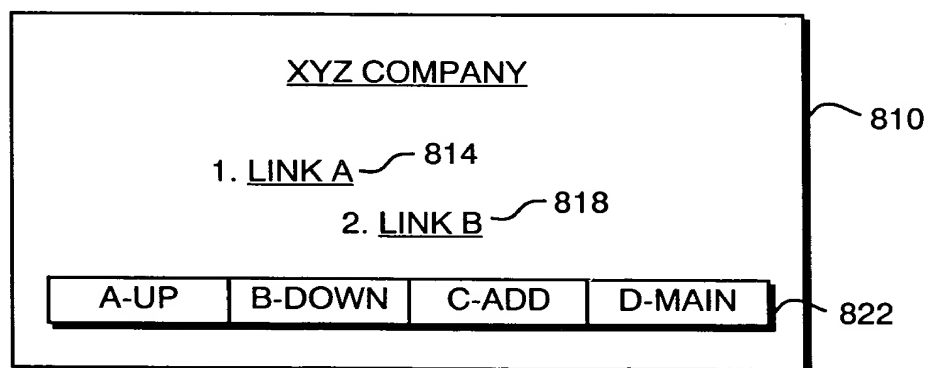 XYZ COMPANY
810
1. LINK A 814
2. LINK B 818
A-UP B-DOWN C-ADD D-MAIN
822